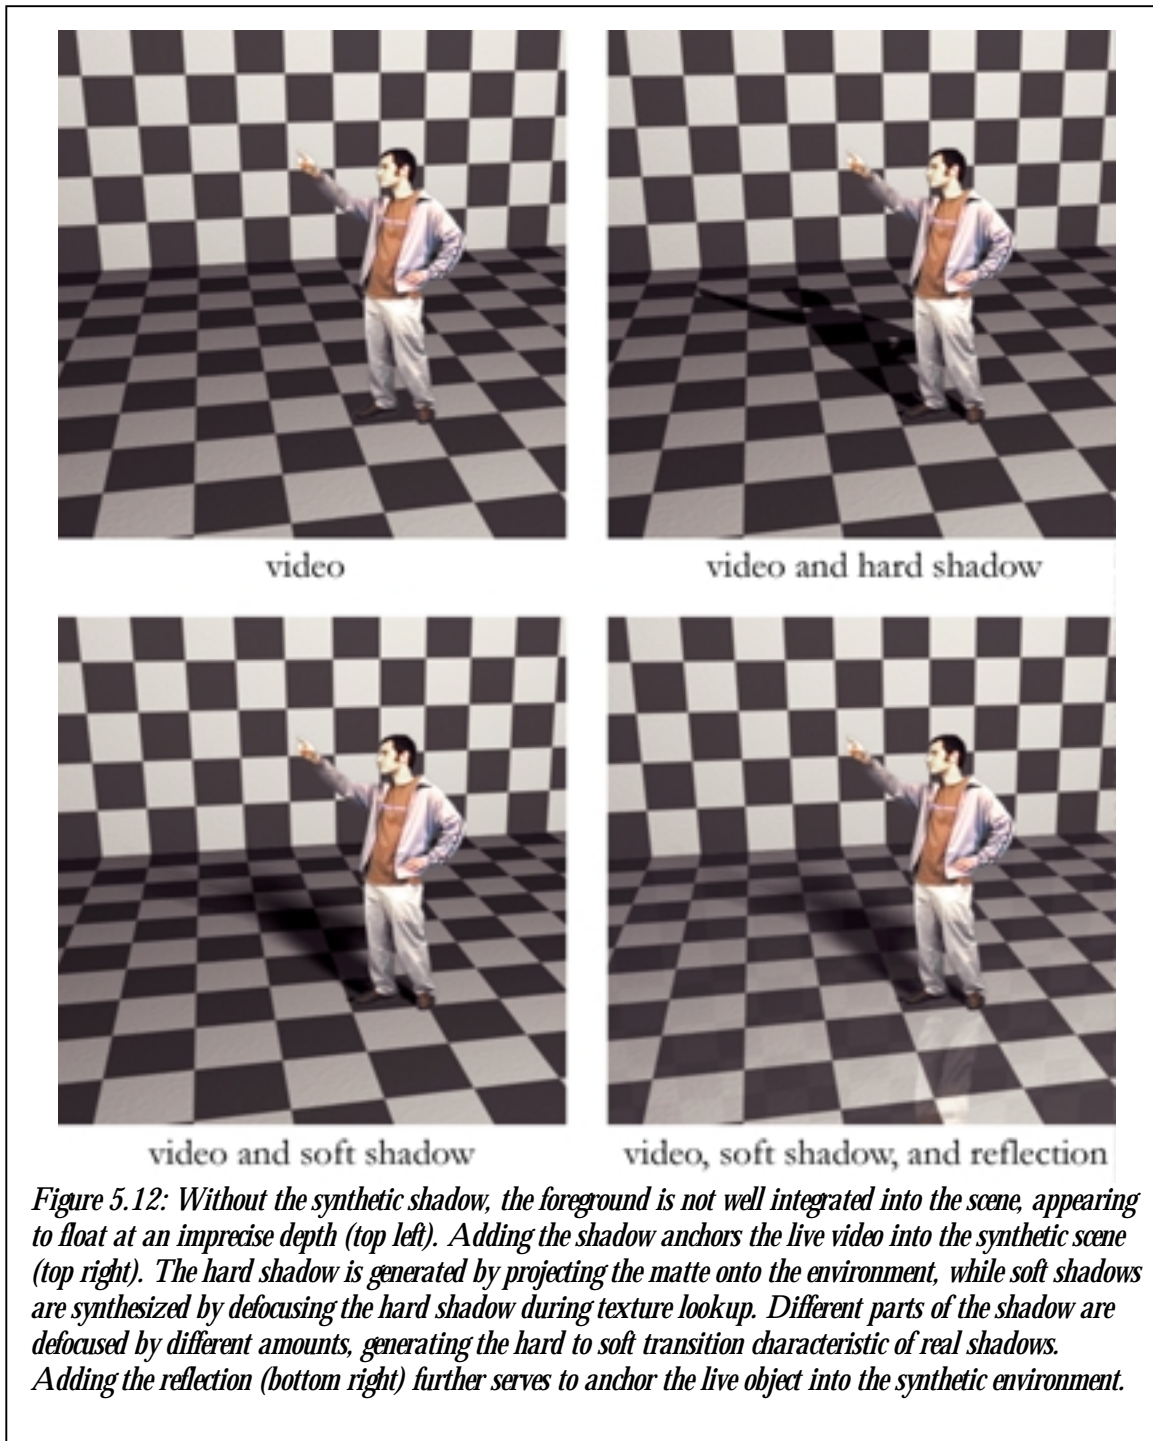 video
video and hard shadow
video and soft shadow
video, soft shadow, and reflection
Figure 5.12: Without the synthetic shadow, the foreground is not well integrated into the scene, appearing
to float at an imprecise depth (top left). Adding the shadow anchors the live video into the synthetic scene
(top right). The hard shadow is generated by projecting the matte onto the environment, while soft shadows
are synthesized by defocusing the hard shadow during texture lookup. Different parts of the shadow are
defocused by different amounts, generating the hard to soft transition characteristic of real shadows.
Adding the reflection (bottom right) further serves to anchor the live object into the synthetic environment.